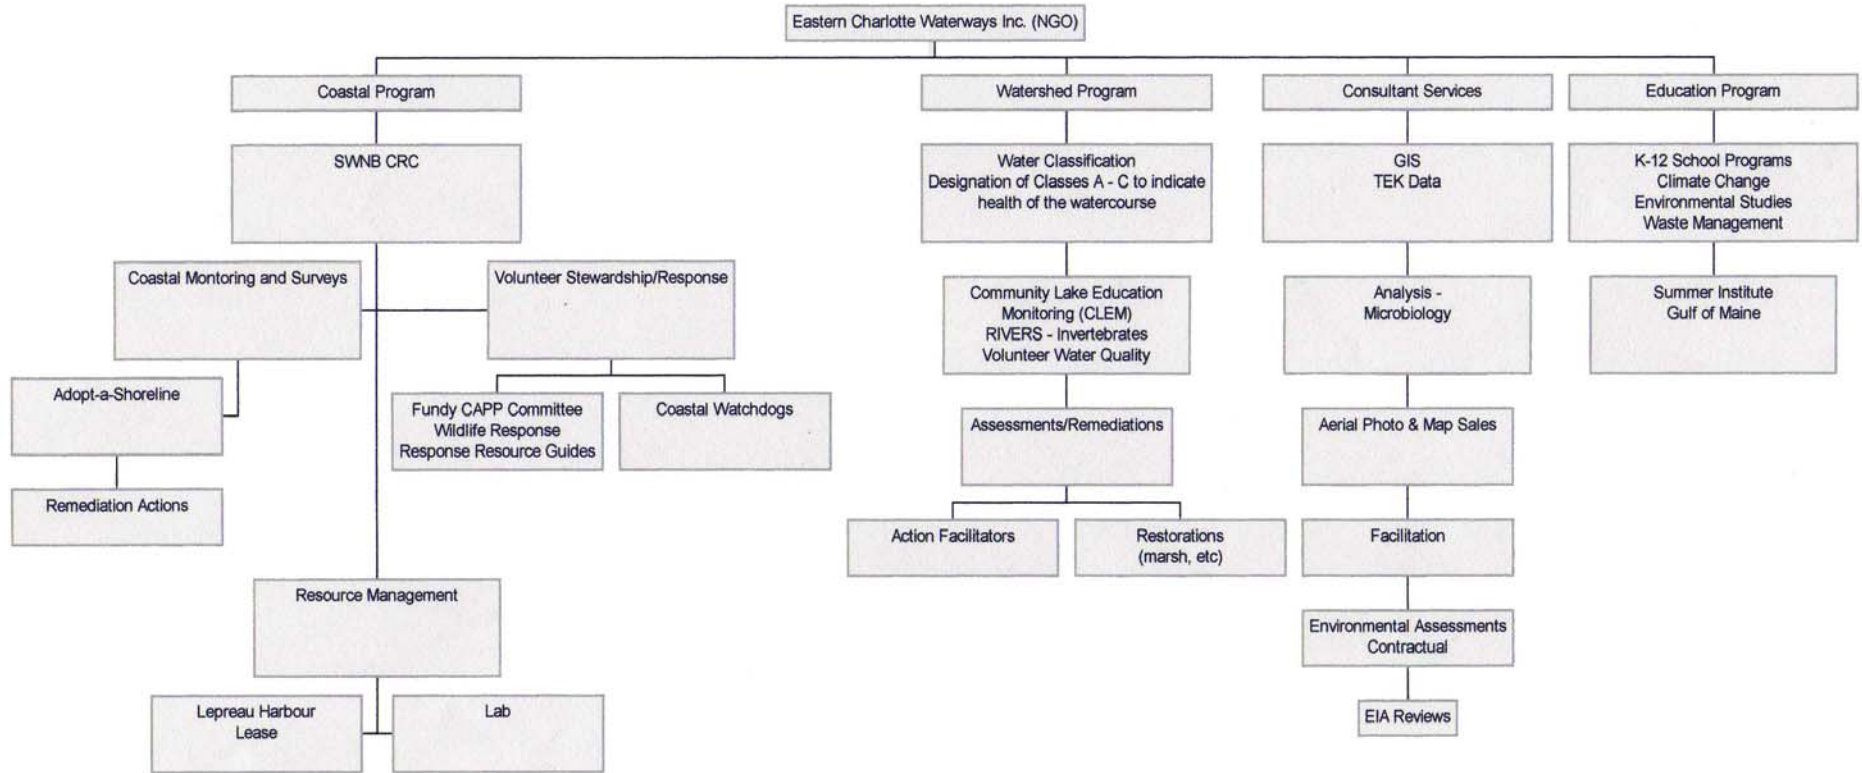 Eastern Charlotte Waterways Inc. (NGO)
Coastal Program
Watershed Program
Consultant Services
Education Program
SWNB CRC
Water Classification
Designation of Classes A - C to indicate
health of the watercourse
GIS
TEK Data
K-12 School Programs
Climate Change
Environmental Studies
Waste Management
Coastal Montoring and Surveys
Volunteer Stewardship/Response
Community Lake Education
Monitoring (CLEM)
RIVERS - Invertebrates
Volunteer Water Quality
Analysis -
Microbiology
Summer Institute
Gulf of Maine
Adopt-a-Shoreline
Fundy CAPP Committee
Wildlife Response
Response Resource Guides
Coastal Watchdogs
Assessments/Remediations
Aerial Photo & Map Sales
Remediation Actions
Action Facilitators
Restorations
(marsh, etc)
Facilitation
Resource Management
Environmental Assessments
Contractual
Lepreau Harbour
Lease
Lab
EIA Reviews